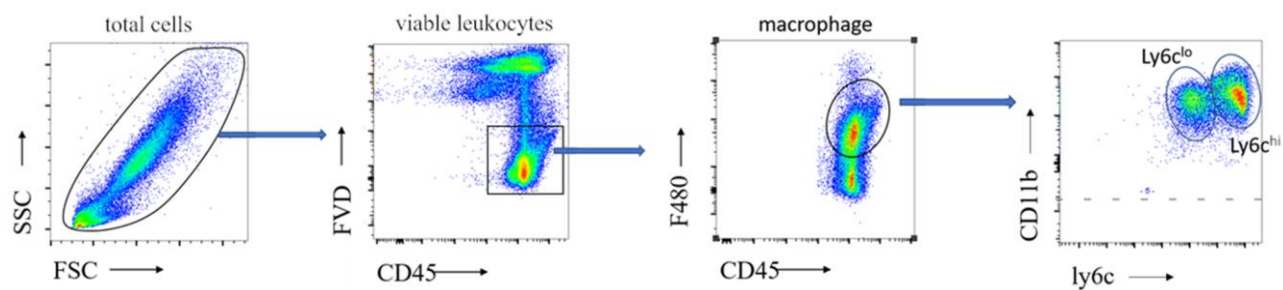 total cells
viable leukocytes
macrophage
Ly6c^lo
Ly6c^hi
SSC
FSC
FVD
CD45
F480
CD45
CD11b
ly6c